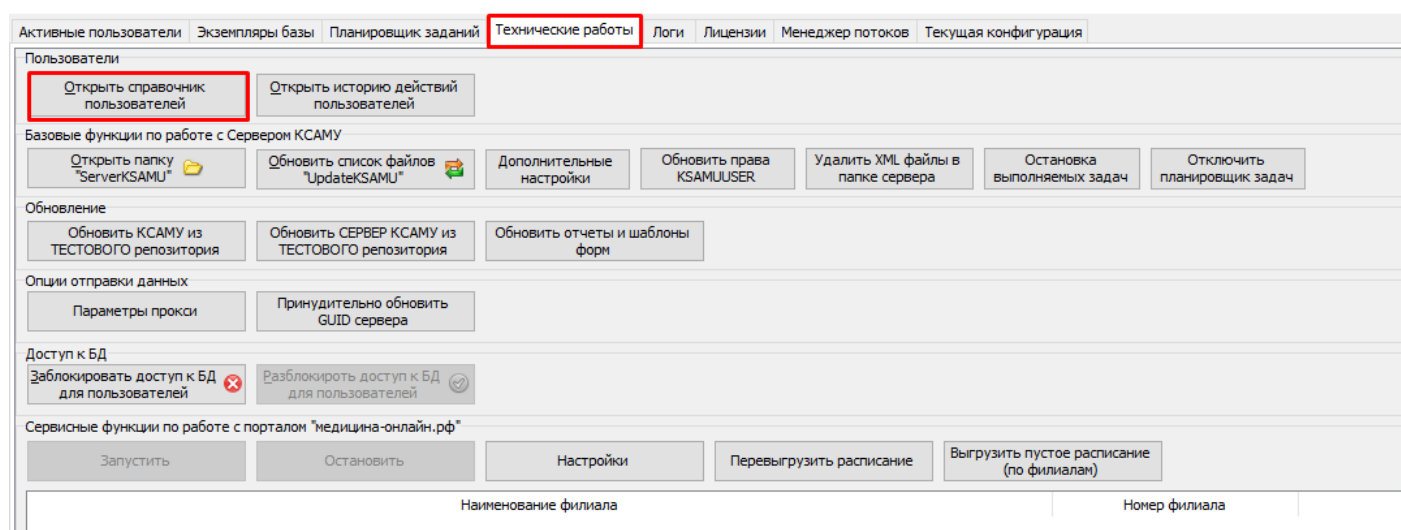 Активные пользователи Экземпляры базы Планировщик заданий Технические работы Логи Лицензии Менеджер потоков Текущая конфигурация
Пользователи
Открыть справочник пользователей
Открыть историю действий пользователей
Базовые функции по работе с Сервером КСАМУ
Открыть папку "ServerKSAMU"
Обновить список файлов "UpdateKSAMU"
Дополнительные настройки
Обновить права KSAMUUSER
Удалить XML файлы в папке сервера
Остановка выполняемых задач
Отключить планировщик задач
Обновление
Обновить КСАМУ из ТЕСТОВОГО репозитория
Обновить СЕРВЕР КСАМУ из ТЕСТОВОГО репозитория
Обновить отчеты и шаблоны форм
Опции отправки данных
Параметры прокси
Принудительно обновить GUID сервера
Доступ к БД
Заблокировать доступ к БД для пользователей
Разблокироть доступ к БД для пользователей
Сервисные функции по работе с порталом "медицина-онлайн.рф"
Запустить
Остановить
Настройки
Перевыгрузить расписание
Выгрузить пустое расписание (по филиалам)
Наименование филиала
Номер филиала